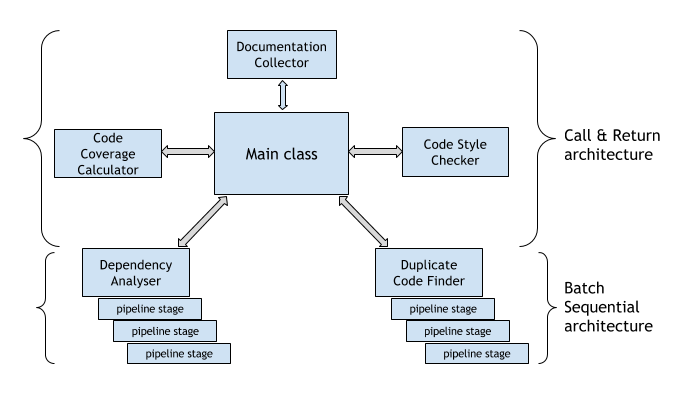 Documentation
Collector
Code
Coverage
Calculator
Main class
Code Style
Checker
Call & Return
architecture
Dependency
Analyser
pipeline stage
pipeline stage
pipeline stage
Duplicate
Code Finder
pipeline stage
pipeline stage
pipeline stage
Batch
Sequential
architecture